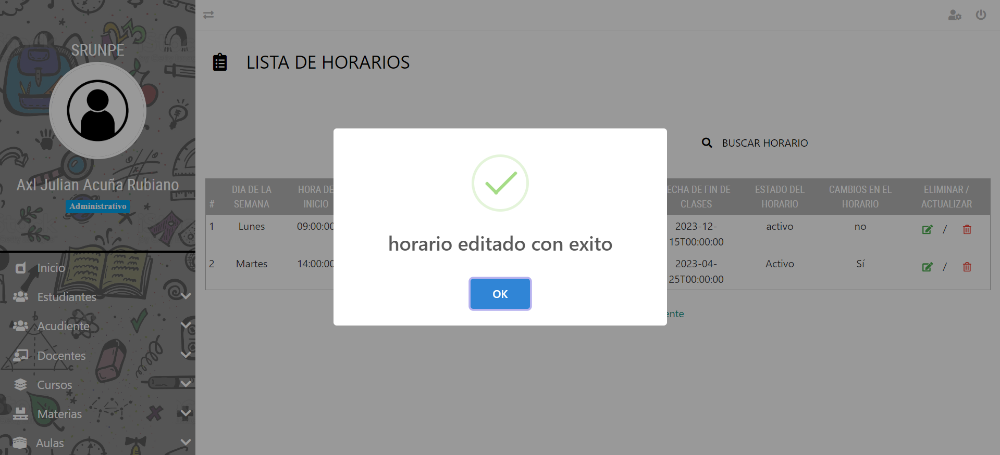 SRUNPE
Axl Julian Acuña Rubiano
Administrativo
Inicio
Estudiantes
Acudiente
Docentes
Cursos
Materias
Aulas
LISTA DE HORARIOS
BUSCAR HORARIO
# DIA DE LA SEMANA HORA DE INICIO ECHA DE FIN DE CLASES ESTADO DEL HORARIO CAMBIOS EN EL HORARIO ELIMINAR / ACTUALIZAR
1 Lunes 09:00:00 2023-12-15T00:00:00 activo no /
2 Martes 14:00:00 2023-04-25T00:00:00 Activo Sí /
ente
horario editado con exito
OK